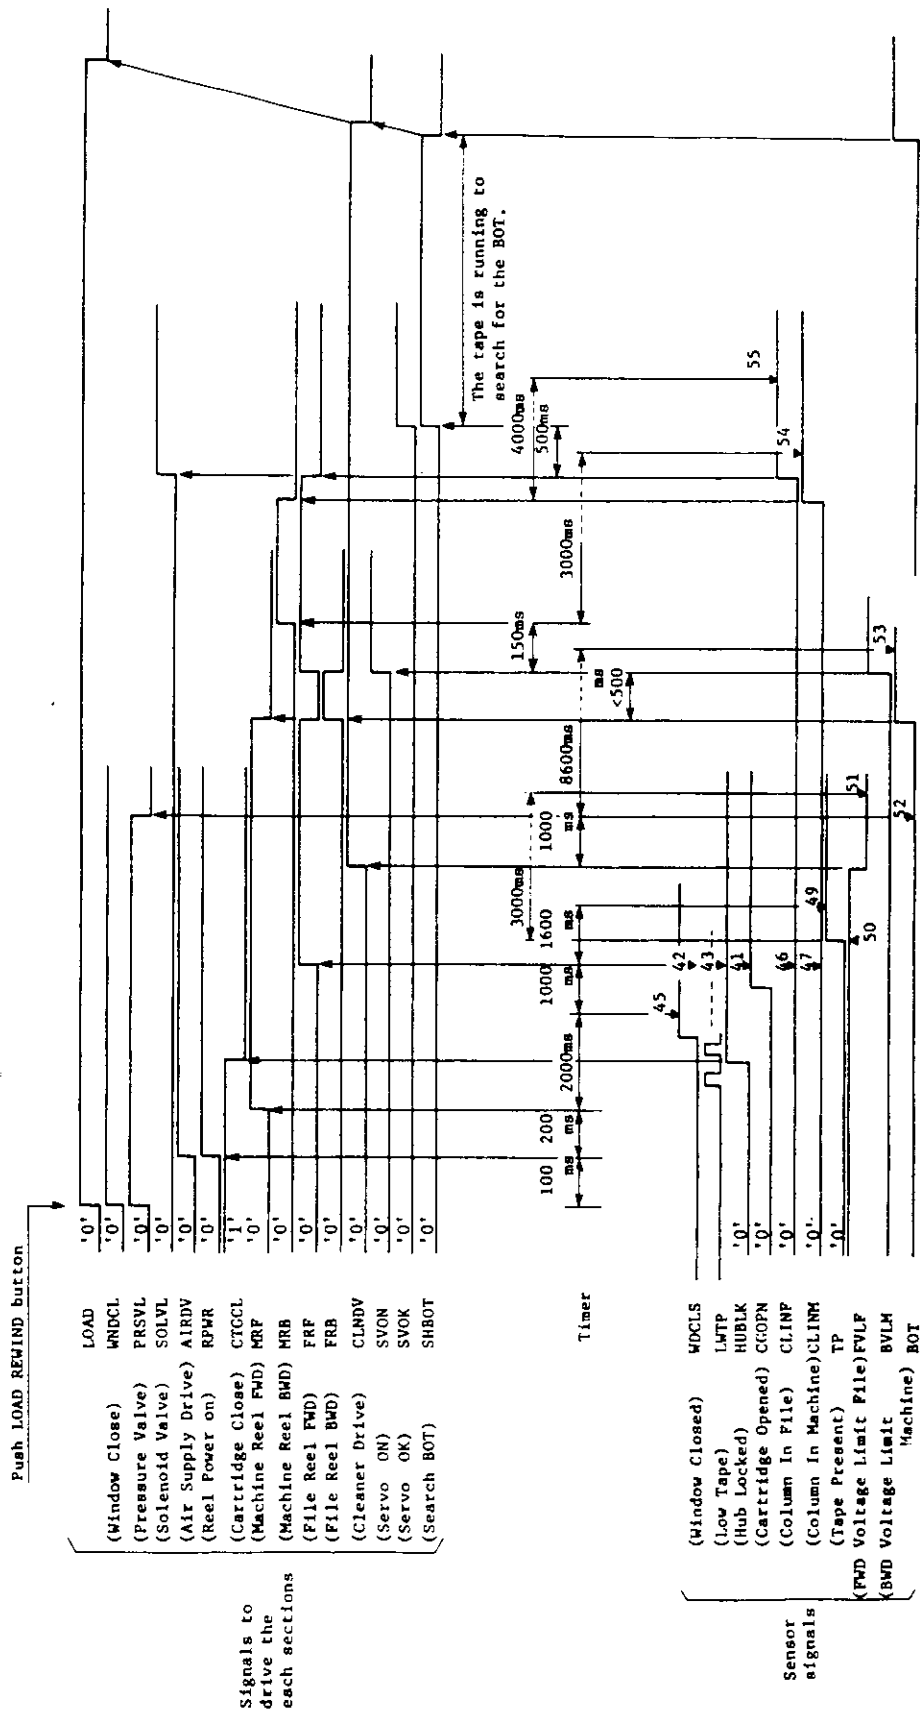 Push LOAD REWIND button
Signals to
drive the
each sections
LOAD '0'
(Window Close) WNDCL '0'
(Pressure Valve) PRSVL '0'
(Solenoid Valve) SOLVL '0'
(Air Supply Drive) AIRDV '0'
(Reel Power on) RPWR '0'
(Cartridge Close) CTGCL '1'
(Machine Reel FWD) MRF '0'
(Machine Reel BWD) MRB '0'
(File Reel FWD) FRF '0'
(File Reel BWD) FRB '0'
(Cleaner Drive) CLNDV '0'
(Servo ON) SVON '0'
(Servo OK) SVOK '0'
(Search BOT) SHBOT '0'
The tape is running to
search for the BOT.
Timer
100
ms
200
ms
2000ms
1000
ms
1600
ms
3000ms
1000
ms
8600ms
<500
ms
150ms
3000ms
4000ms
500ms
Sensor
signals
(Window Closed) WDCLS
(Low Tape) LWTP
(Hub Locked) HUBLK '0'
(Cartridge Opened) CGOPN '0'
(Column In File) CLINF '0'
(Column In Machine) CLINM '0'
(Tape Present) TP '0'
(FWD Voltage Limit File) FVLF
(BWD Voltage Limit BVLM
Machine) BOT
45
42
43
41
46
47
49
50
51
52
53
54
55